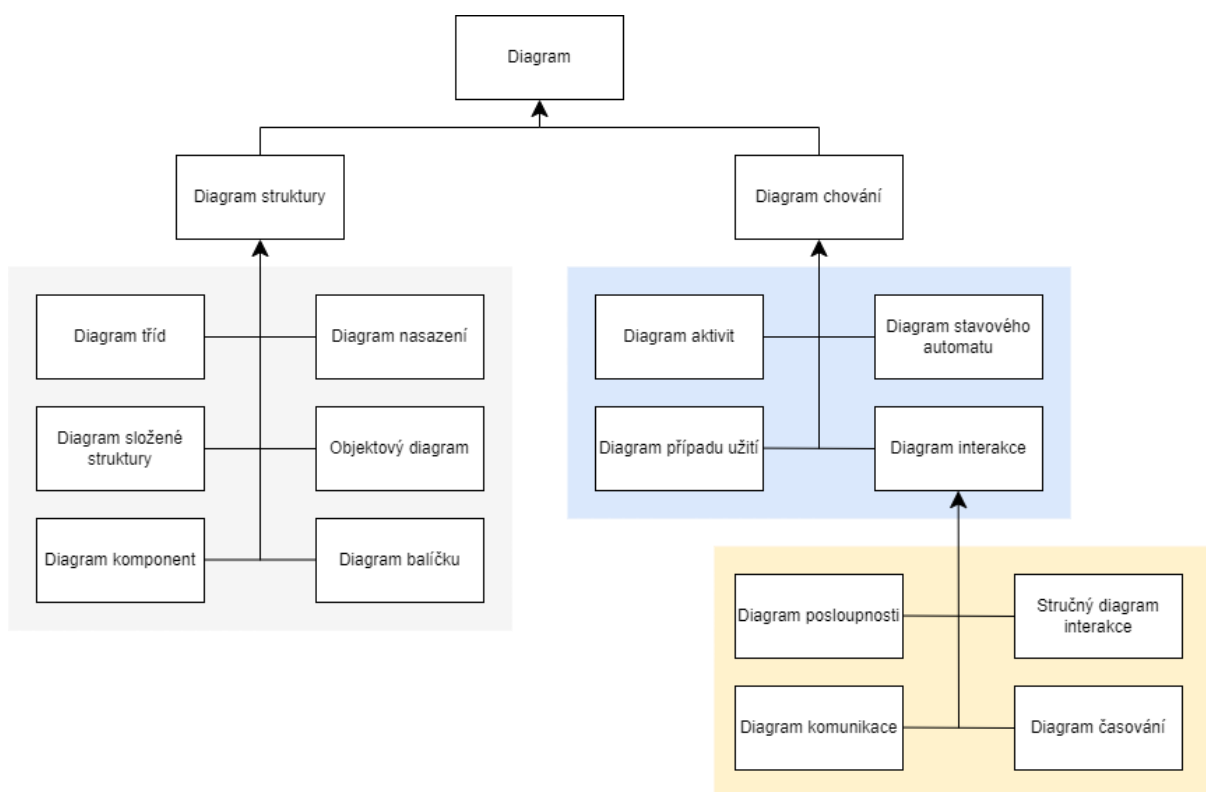 Diagram
Diagram struktury
Diagram chování
Diagram tříd
Diagram nasazení
Diagram aktivit
Diagram stavového
automatu
Diagram složené
struktury
Objektový diagram
Diagram případu užití
Diagram interakce
Diagram komponent
Diagram balíčku
Diagram posloupnosti
Stručný diagram
interakce
Diagram komunikace
Diagram časování